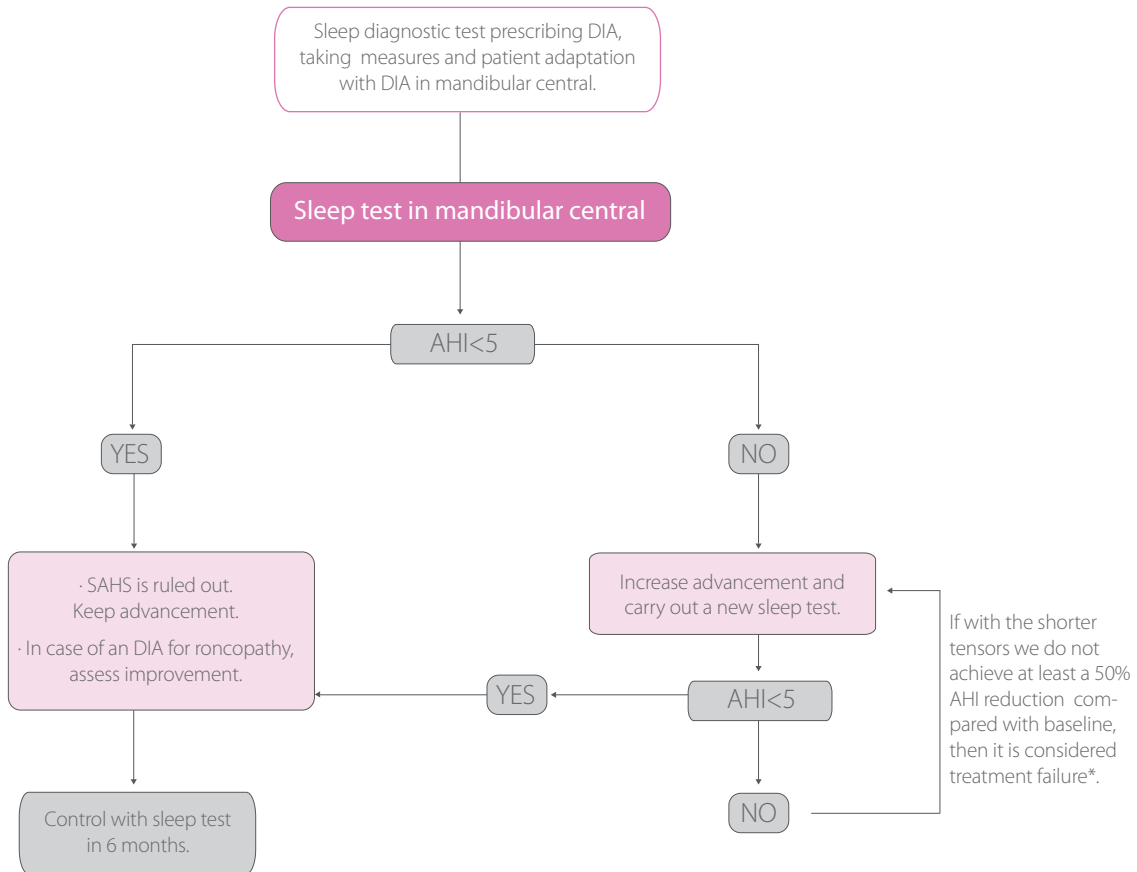 Sleep diagnostic test prescribing DIA,
taking measures and patient adaptation
with DIA in mandibular central.
Sleep test in mandibular central
AHI<5
YES
NO
· SAHS is ruled out.
Keep advancement.
· In case of an DIA for roncopathy,
assess improvement.
Increase advancement and
carry out a new sleep test.
If with the shorter
tensors we do not
achieve at least a 50%
AHI reduction com-
pared with baseline,
then it is considered
treatment failure*.
YES
AHI<5
NO
Control with sleep test
in 6 months.